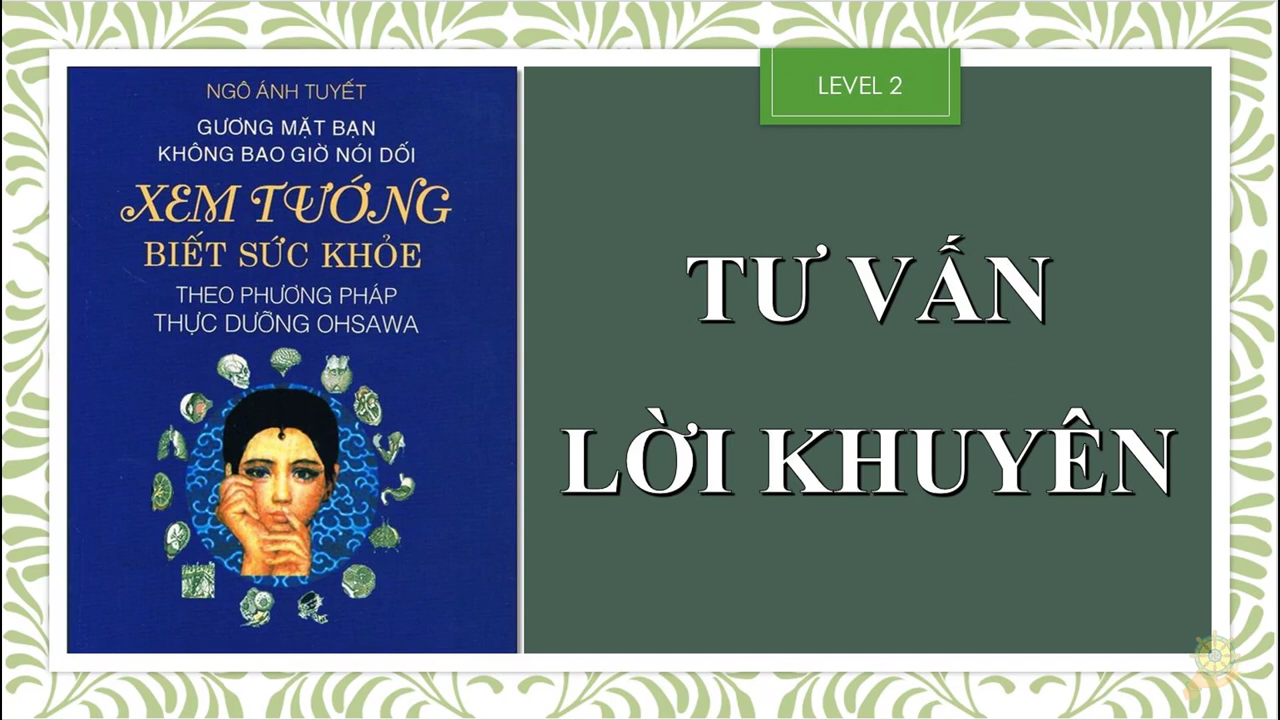 NGÔ ÁNH TUYẾT
GƯƠNG MẶT BẠN
KHÔNG BAO GIỜ NÓI DỐI
XEM TƯỚNG
BIẾT SỨC KHỎE
THEO PHƯƠNG PHÁP
THỰC DƯỠNG OHSAWA
LEVEL 2
TƯ VẤN
LỜI KHUYÊN